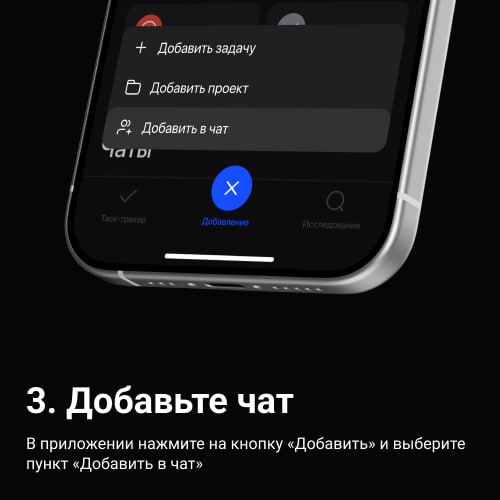 Добавить задачу
Добавить проект
Добавить в чат
Чаты
Таск-трекер
Добавление
Исследование
3. Добавьте чат
В приложении нажмите на кнопку «Добавить» и выберите
пункт «Добавить в чат»